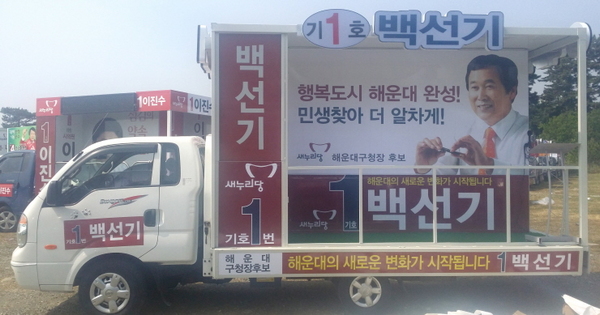 기1호 백선기
백선기
새누리당
1
기호 번
행복도시 해운대 완성!
민생찾아 더 알차게!
새누리당 해운대구청장 후보
해운대의 새로운 변화가 시작됩니다
새누리당 1 백선기
기호
해운대
구청장후보
해운대의 새로운 변화가 시작됩니다 1 백선기
기호 1번 백선기
1이진수
1이진수
이진수